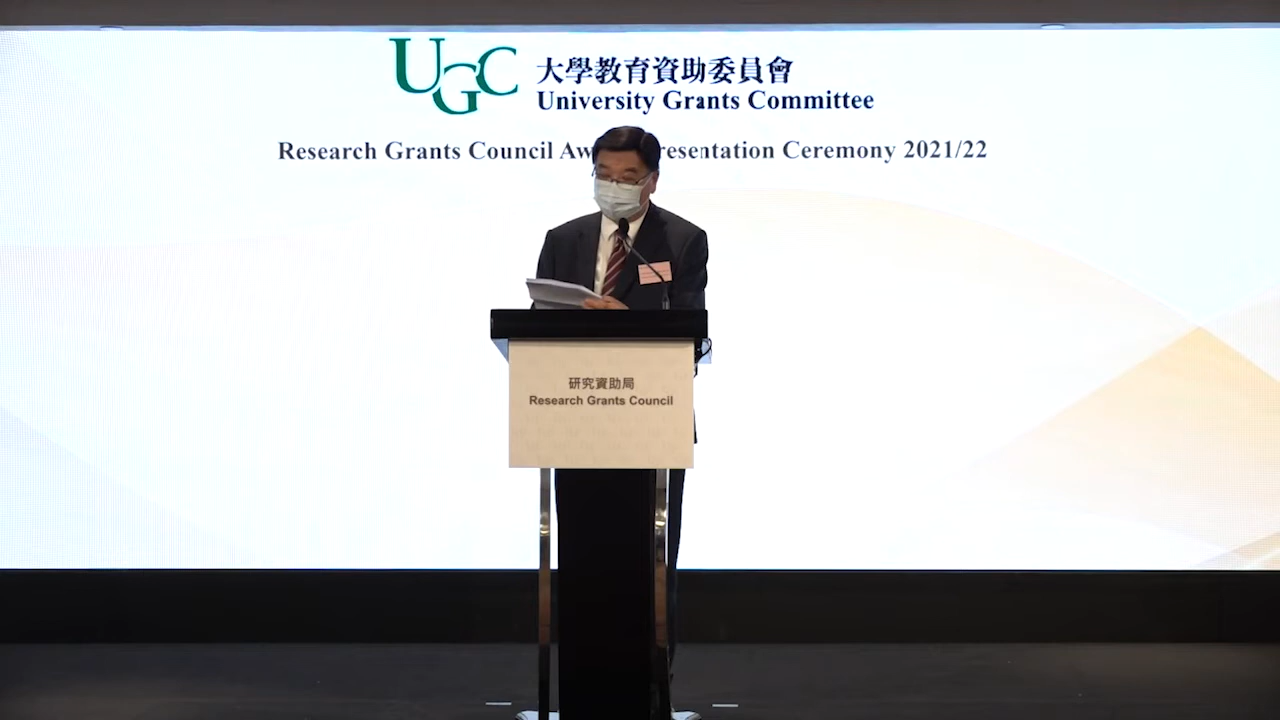 UGC
大學教育資助委員會
University Grants Committee
Research Grants Council Aw resentation Ceremony 2021/22
研究資助局
Research Grants Council